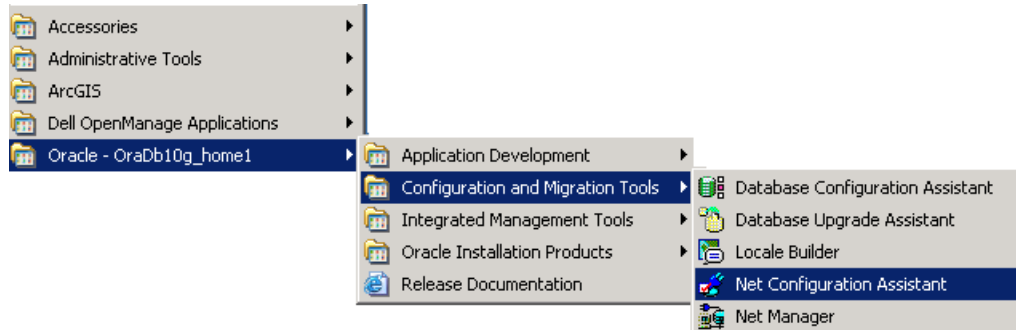 Accessories
Administrative Tools
ArcGIS
Dell OpenManage Applications
Oracle - OraDb10g_home1
Application Development
Configuration and Migration Tools
Integrated Management Tools
Oracle Installation Products
Release Documentation
Database Configuration Assistant
Database Upgrade Assistant
Locale Builder
Net Configuration Assistant
Net Manager